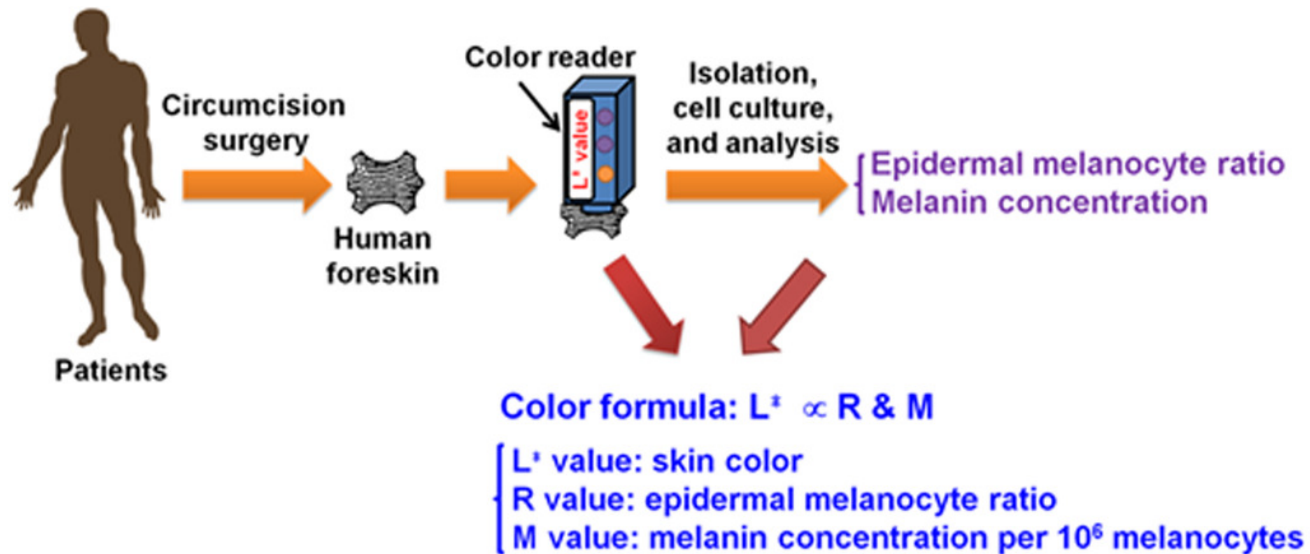 Color reader
Circumcision
surgery
L* value
Isolation,
cell culture,
and analysis
Epidermal melanocyte ratio
Melanin concentration
Human
foreskin
Patients
Color formula: L* ∝ R & M
L* value: skin color
R value: epidermal melanocyte ratio
M value: melanin concentration per 10⁶ melanocytes